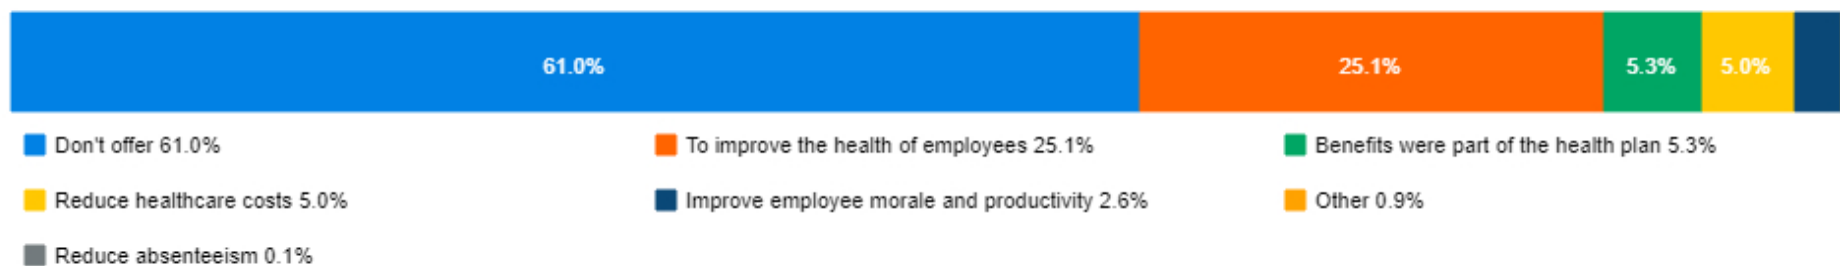 61.0% 25.1% 5.3% 5.0%
Don't offer 61.0% To improve the health of employees 25.1% Benefits were part of the health plan 5.3%
Reduce healthcare costs 5.0% Improve employee morale and productivity 2.6% Other 0.9%
Reduce absenteeism 0.1%